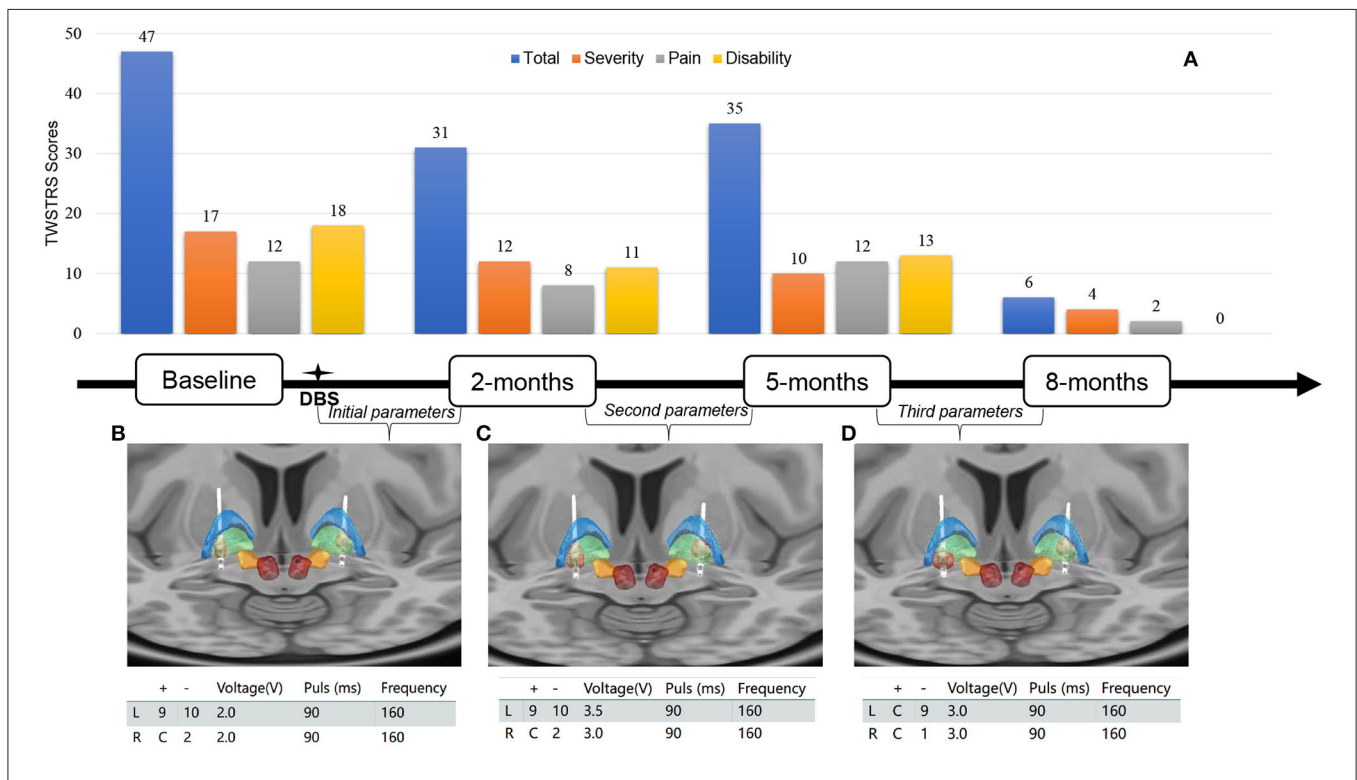 50
47
Total Severity Pain Disability
A
40
35
31
30
TWSTRS Scores
20
17
18
12
12
11
12
13
10
8
10
6
4
2
0
0
Baseline
2-months
5-months
8-months
DBS
Initial parameters
Second parameters
Third parameters
B
C
D
+ - Voltage(V) Puls (ms) Frequency
L 9 10 2.0 90 160
R C 2 2.0 90 160
+ - Voltage(V) Puls (ms) Frequency
L 9 10 3.5 90 160
R C 2 3.0 90 160
+ - Voltage(V) Puls (ms) Frequency
L C 9 3.0 90 160
R C 1 3.0 90 160